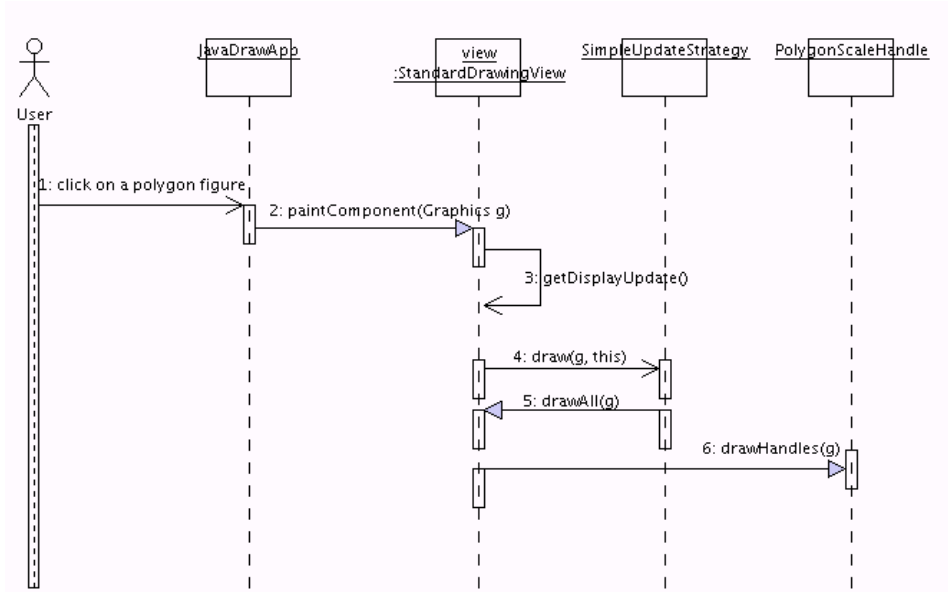 JavaDrawApp
view
:StandardDrawingView
SimpleUpdateStrategy
PolygonScaleHandle
User
1: click on a polygon figure
2: paintComponent(Graphics g)
3: getDisplayUpdate()
4: draw(g, this)
5: drawAll(g)
6: drawHandles(g)